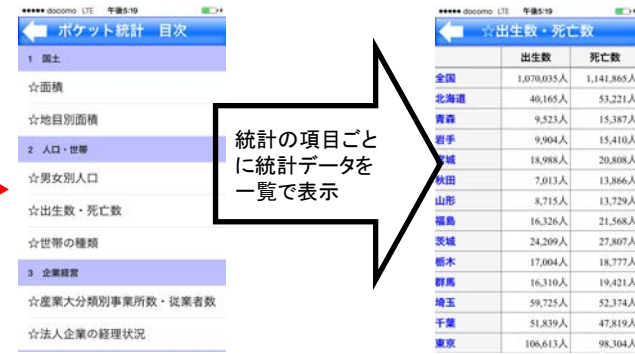 docomo LTE 午後5:19
ポケット統計 目次
1 国土
☆面積
☆地目別面積
2 人口・世帯
☆男女別人口
☆出生数・死亡数
☆世帯の種類
3 企業経営
☆産業大分類別事業所数・従業者数
☆法人企業の経理状況
統計の項目ごと
に統計データを
一覧で表示
docomo LTE 午後5:19
☆出生数・死亡数
出生数 死亡数
全国 1,070,035人 1,141,865人
北海道 40,165人 53,221人
青森 9,523人 15,387人
岩手 9,904人 15,410人
城 18,988人 20,808人
秋田 7,013人 13,866人
山形 8,715人 13,729人
福島 16,326人 21,568人
茨城 24,209人 27,807人
栃木 17,004人 18,777人
群馬 16,310人 19,421人
埼玉 59,725人 52,374人
千葉 51,839人 47,819人
東京 106,613人 98,304人